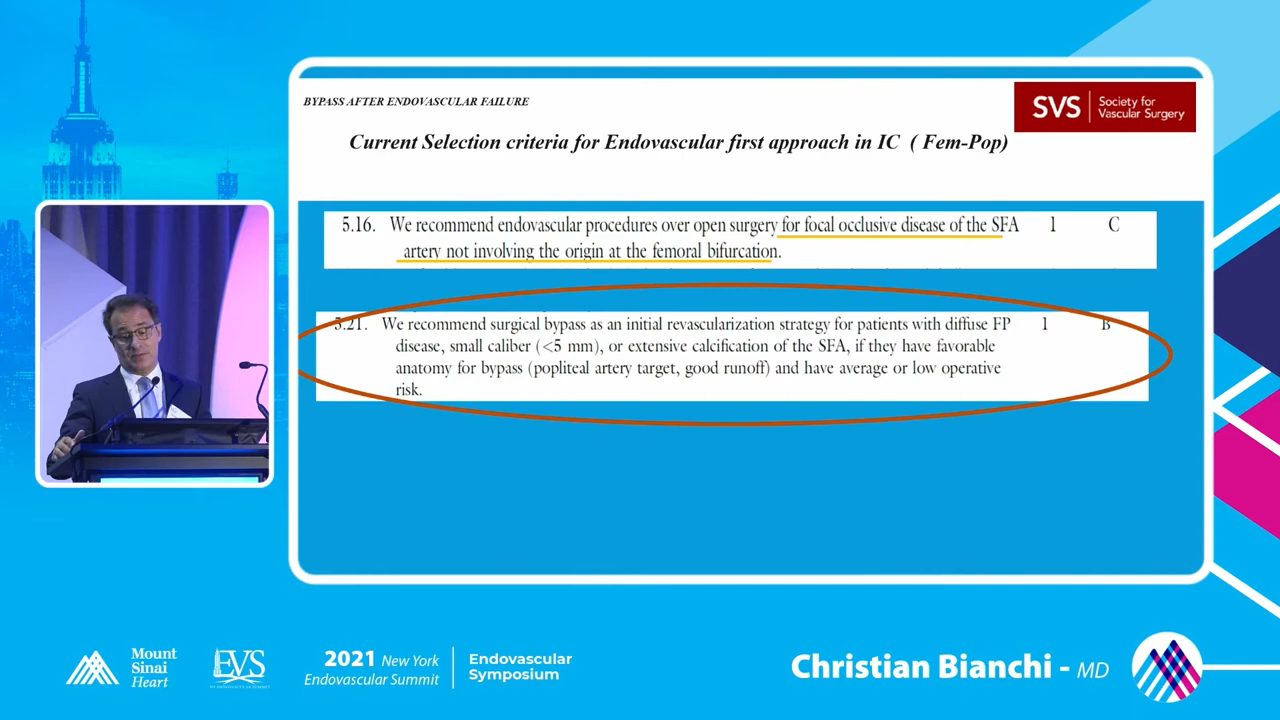 BYPASS AFTER ENDOVASCULAR FAILURE
SVS
Society for
Vascular Surgery
Current Selection criteria for Endovascular first approach in IC ( Fem-Pop)
5.16. We recommend endovascular procedures over open surgery for focal occlusive disease of the SFA 1 C
artery not involving the origin at the femoral bifurcation.
5.21. We recommend surgical bypass as an initial revascularization strategy for patients with diffuse FP 1 B
disease, small caliber (<5 mm), or extensive calcification of the SFA, if they have favorable
anatomy for bypass (popliteal artery target, good runoff) and have average or low operative
risk.
Mount
Sinai
Heart
EVS
2021 New York
Endovascular Summit
Endovascular
Symposium
Christian Bianchi - MD